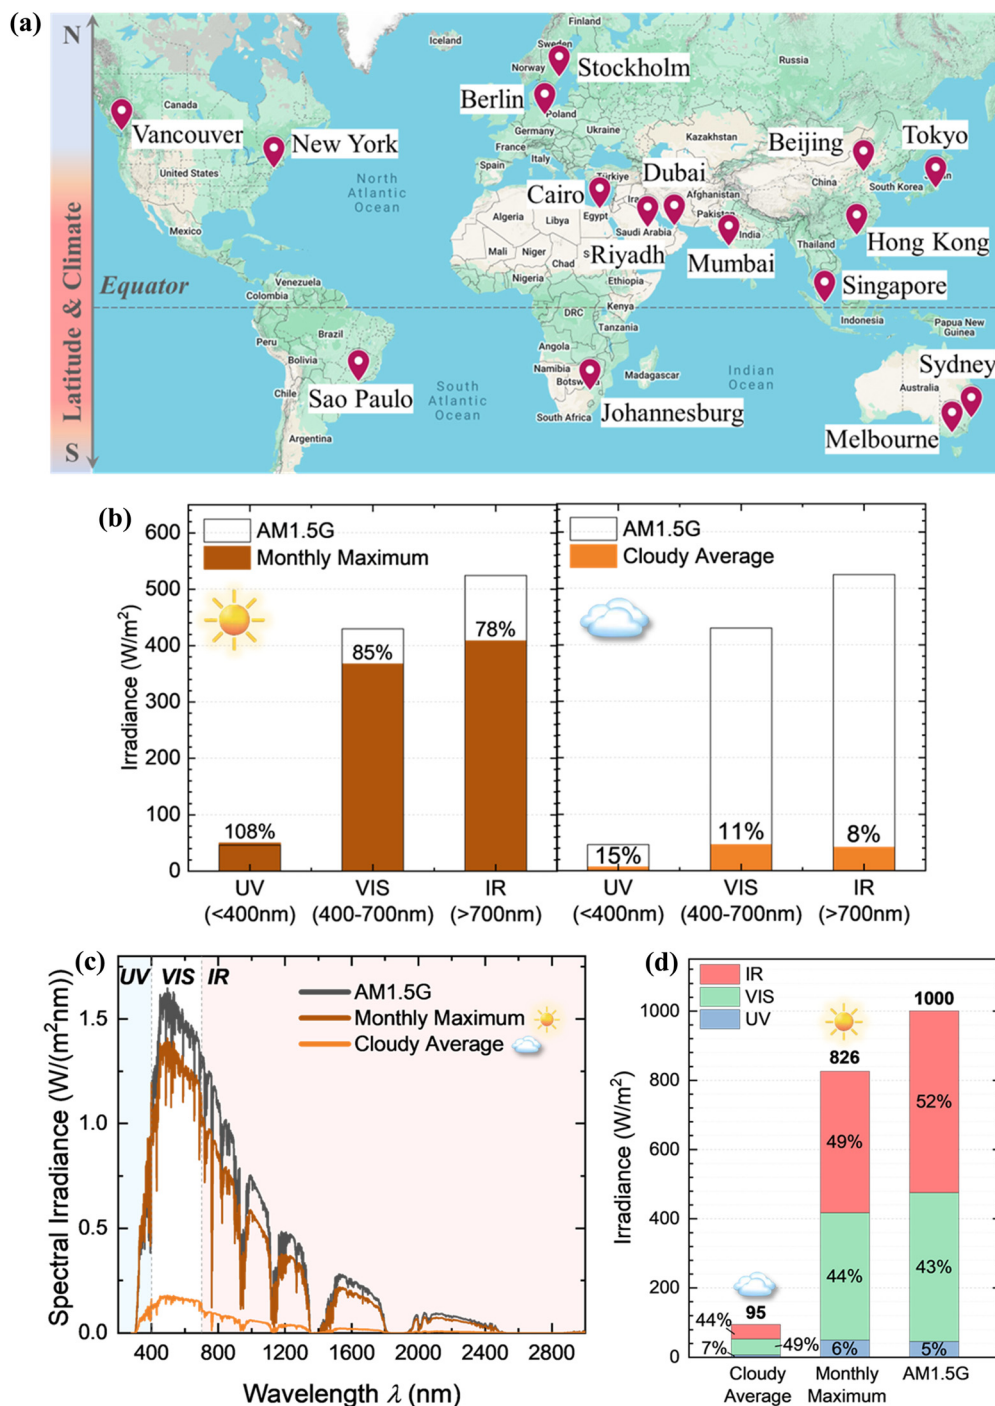 (a)
N
Latitude & Climate
S
Equator
Iceland
Finland
Sweden
Norway
Stockholm
Russia
Berlin
Poland
Germany
Ukraine
France
Italy
Spain
Türkiye
Kazakhstan
Canada
Vancouver
New York
United States
North
Atlantic
Ocean
Mexico
Beijing
Tokyo
China
South Korea
Cairo
Dubai
Afghanistan
Algeria
Libya
Egypt
Saudi Arabia
Pakistan
India
Riyadh
Mumbai
Hong Kong
Thailand
Mali
Niger
Chad
Nigeria
Ethiopia
Singapore
Venezuela
Colombia
DRC
Kenya
Tanzania
Indonesia
Papua New
Guinea
Peru
Brazil
Bolivia
Angola
Namibia
Madagascar
Indian
Ocean
Sydney
Australia
Sao Paulo
Chile
South
Atlantic
Ocean
South Africa
Johannesburg
Melbourne
Argentina
(b)
600
500
400
300
200
100
0
Irradiance (W/m²)
AM1.5G
Monthly Maximum
108%
85%
78%
UV
(<400nm)
VIS
(400-700nm)
IR
(>700nm)
AM1.5G
Cloudy Average
15%
11%
8%
UV
(<400nm)
VIS
(400-700nm)
IR
(>700nm)
(c)
UV
VIS
IR
AM1.5G
Monthly Maximum
Cloudy Average
Spectral Irradiance (W/(m²nm))
1.5
1.0
0.5
0.0
400
800
1200
1600
2000
2400
2800
Wavelength λ (nm)
(d)
IR
VIS
UV
Irradiance (W/m²)
1000
800
600
400
200
0
95
44%
49%
7%
826
49%
44%
6%
1000
52%
43%
5%
Cloudy
Average
Monthly
Maximum
AM1.5G